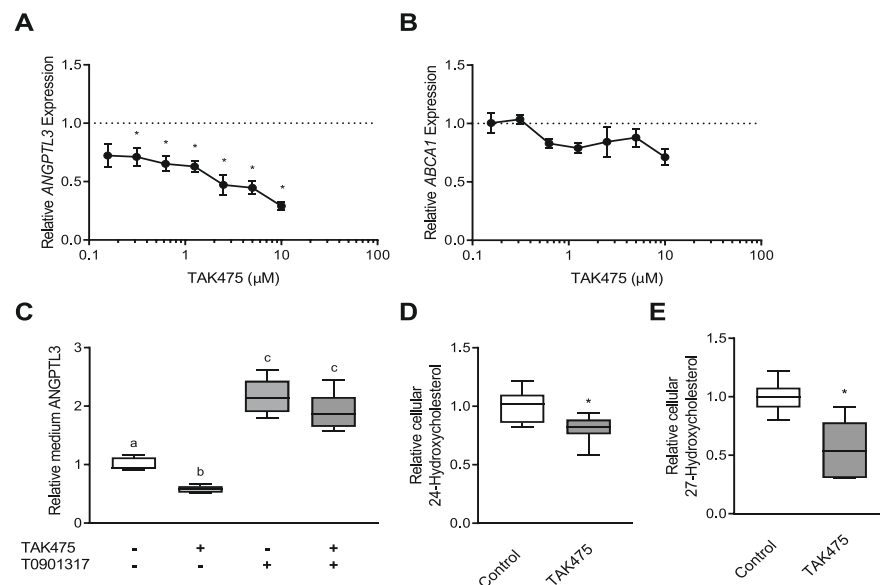 A
Relative ANGPTL3 Expression
1.5
1.0
0.5
0.0
* * * * * *
0.1 1 10 100
TAK475 (µM)
B
Relative ABCA1 Expression
1.5
1.0
0.5
0.0
0.1 1 10 100
TAK475 (µM)
C
Relative medium ANGPTL3
3
2
1
0
a b c c
TAK475 - + - +
T0901317 - - + +
D
Relative cellular
24-Hydroxycholesterol
1.5
1.0
0.5
0.0
*
Control TAK475
E
Relative cellular
27-Hydroxycholesterol
1.5
1.0
0.5
0.0
*
Control TAK475